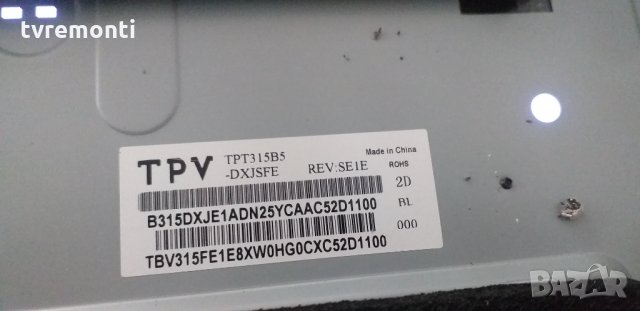 tvremonti
TPV
TPT315B5
-DXJSFE
REV:SE1E
Made in China
ROHS
2D
BL
000
B315DXJE1ADN25YCAAC52D1100
TBV315FE1E8XW0HG0CXC52D1100
BAZAR